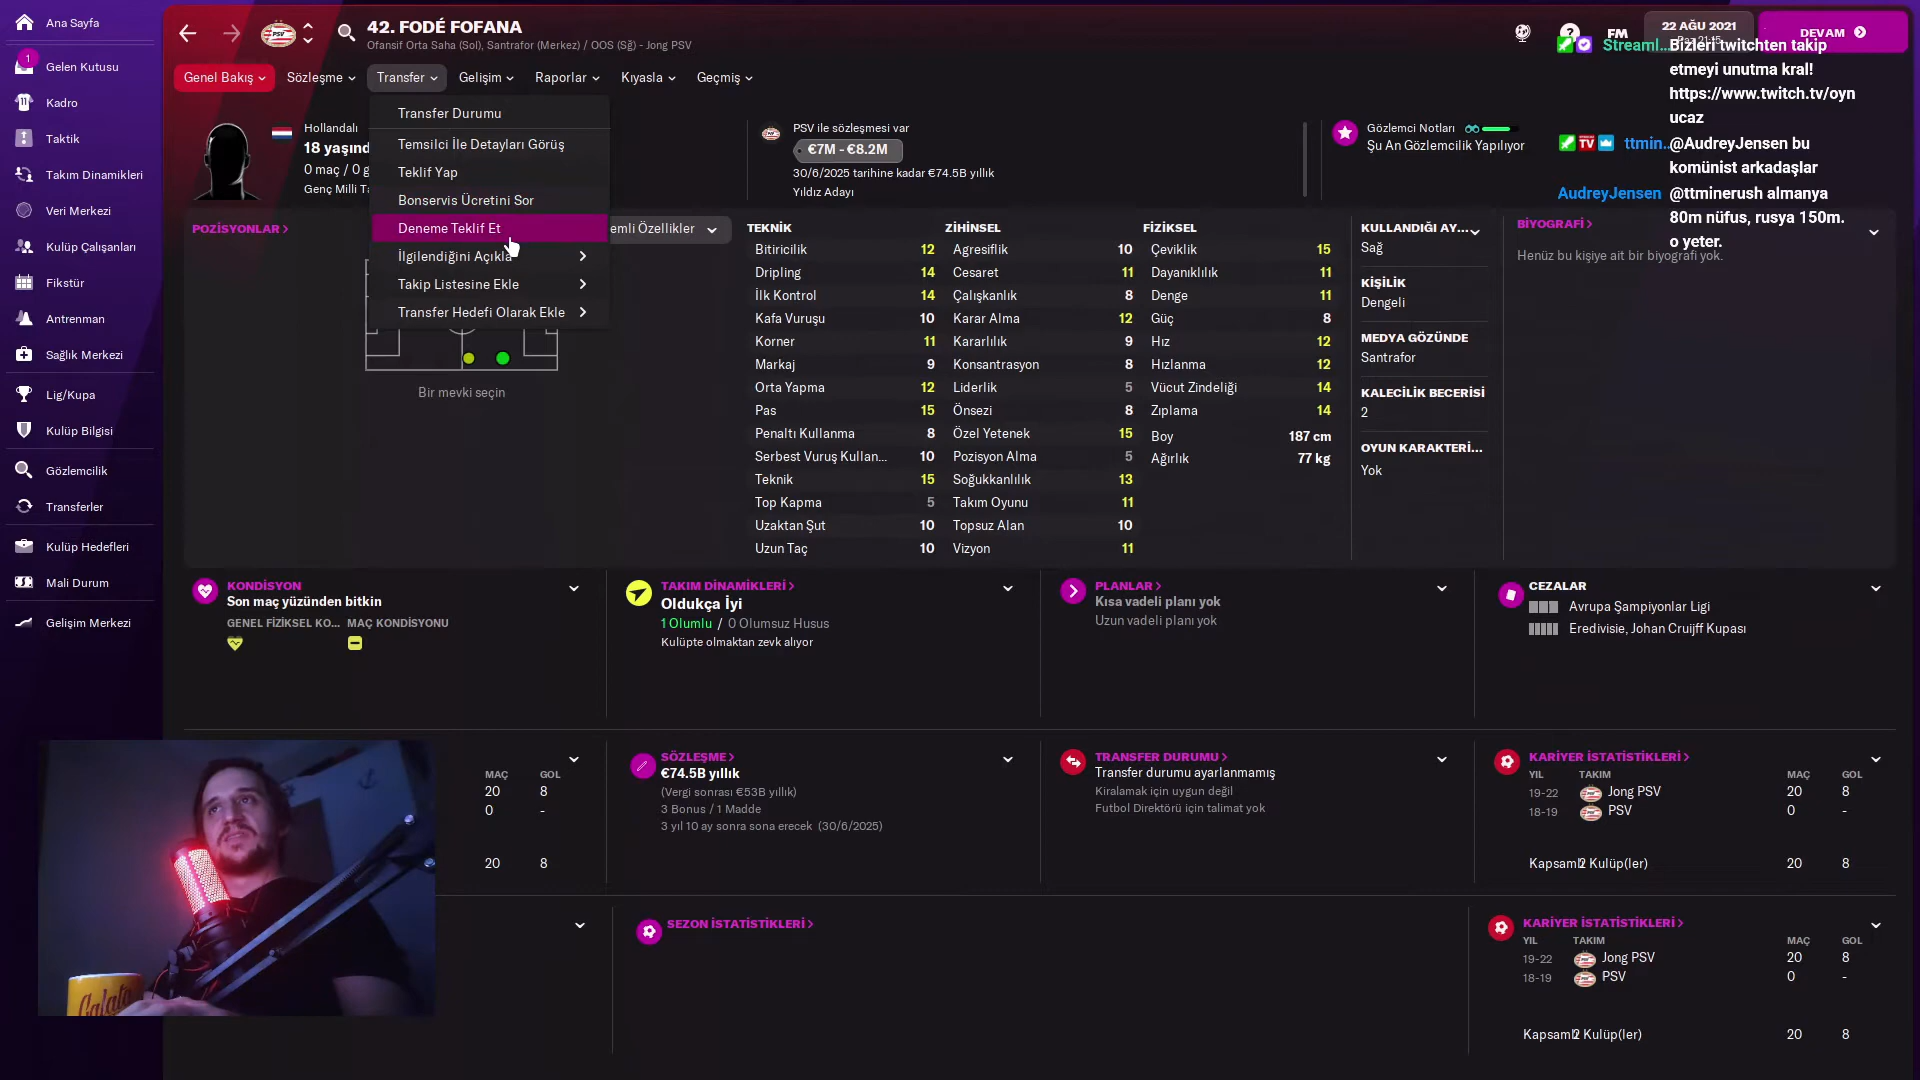 Ana Sayfa
1
Gelen Kutusu
Kadro
Taktik
Takım Dinamikleri
Veri Merkezi
Kulüp Çalışanları
Fikstür
Antrenman
Sağlık Merkezi
Lig/Kupa
Kulüp Bilgisi
Gözlemcilik
Transferler
Kulüp Hedefleri
Mali Durum
Gelişim Merkezi
PSV
42. FODÉ FOFANA
Ofansif Orta Saha (Sol), Santrafor (Merkez) / OOS (Sğ) - Jong PSV
FM
22 AĞU 2021
DEVAM
Genel Bakış
Sözleşme
Transfer
Gelişim
Raporlar
Kıyasla
Geçmiş
Transfer Durumu
Temsilci İle Detayları Görüş
Teklif Yap
Bonservis Ücretini Sor
Deneme Teklif Et
İlgilendiğini Açıkla
Takip Listesine Ekle
Transfer Hedefi Olarak Ekle
Hollandalı
18 yaşınd
0 maç / 0 g
Genç Milli Ta
PSV ile sözleşmesi var
€7M - €8.2M
30/6/2025 tarihine kadar €74.5B yıllık
Yıldız Adayı
Gözlemci Notları
Şu An Gözlemcilik Yapılıyor
Streaml... Bizleri twitchten takip
etmeyi unutma kral!
https://www.twitch.tv/oyn
ucaz
ttmin.. @AudreyJensen bu
komünist arkadaşlar
AudreyJensen @ttminerush almanya
80m nüfus, rusya 150m.
o yeter.
POZİSYONLAR
emli Özellikler
Bir mevki seçin
TEKNİK
Bitiricilik 12
Dripling 14
İlk Kontrol 14
Kafa Vuruşu 10
Korner 11
Markaj 9
Orta Yapma 12
Pas 15
Penaltı Kullanma 8
Serbest Vuruş Kullan... 10
Teknik 15
Top Kapma 5
Uzaktan Şut 10
Uzun Taç 10
ZİHİNSEL
Agresiflik 10
Cesaret 11
Çalışkanlık 8
Karar Alma 12
Kararlılık 9
Konsantrasyon 8
Liderlik 5
Önsezi 8
Özel Yetenek 15
Pozisyon Alma 5
Soğukkanlılık 13
Takım Oyunu 11
Topsuz Alan 10
Vizyon 11
FİZİKSEL
Çeviklik 15
Dayanıklılık 11
Denge 11
Güç 8
Hız 12
Hızlanma 12
Vücut Zindeliği 14
Zıplama 14
Boy 187 cm
Ağırlık 77 kg
KULLANDIĞI AY...
Sağ
KİŞİLİK
Dengeli
MEDYA GÖZÜNDE
Santrafor
KALECİLİK BECERİSİ
2
OYUN KARAKTERİ...
Yok
BİYOGRAFİ
Henüz bu kişiye ait bir biyografi yok.
KONDİSYON
Son maç yüzünden bitkin
GENEL FİZİKSEL KO... MAÇ KONDİSYONU
TAKIM DİNAMİKLERİ
Oldukça İyi
1 Olumlu / 0 Olumsuz Husus
Kulüpte olmaktan zevk alıyor
PLANLAR
Kısa vadeli planı yok
Uzun vadeli planı yok
CEZALAR
Avrupa Şampiyonlar Ligi
Eredivisie, Johan Cruijff Kupası
MAÇ GOL
20 8
0 -
20 8
SÖZLEŞME
€74.5B yıllık
(Vergi sonrası €53B yıllık)
3 Bonus / 1 Madde
3 yıl 10 ay sonra sona erecek (30/6/2025)
TRANSFER DURUMU
Transfer durumu ayarlanmamış
Kiralamak için uygun değil
Futbol Direktörü için talimat yok
KARİYER İSTATİSTİKLERİ
YIL TAKIM MAÇ GOL
19-22 Jong PSV 20 8
18-19 PSV 0 -
Kapsamlı 2 Kulüp(ler) 20 8
SEZON İSTATİSTİKLERİ
KARİYER İSTATİSTİKLERİ
YIL TAKIM MAÇ GOL
19-22 Jong PSV 20 8
18-19 PSV 0 -
Kapsamlı 2 Kulüp(ler) 20 8